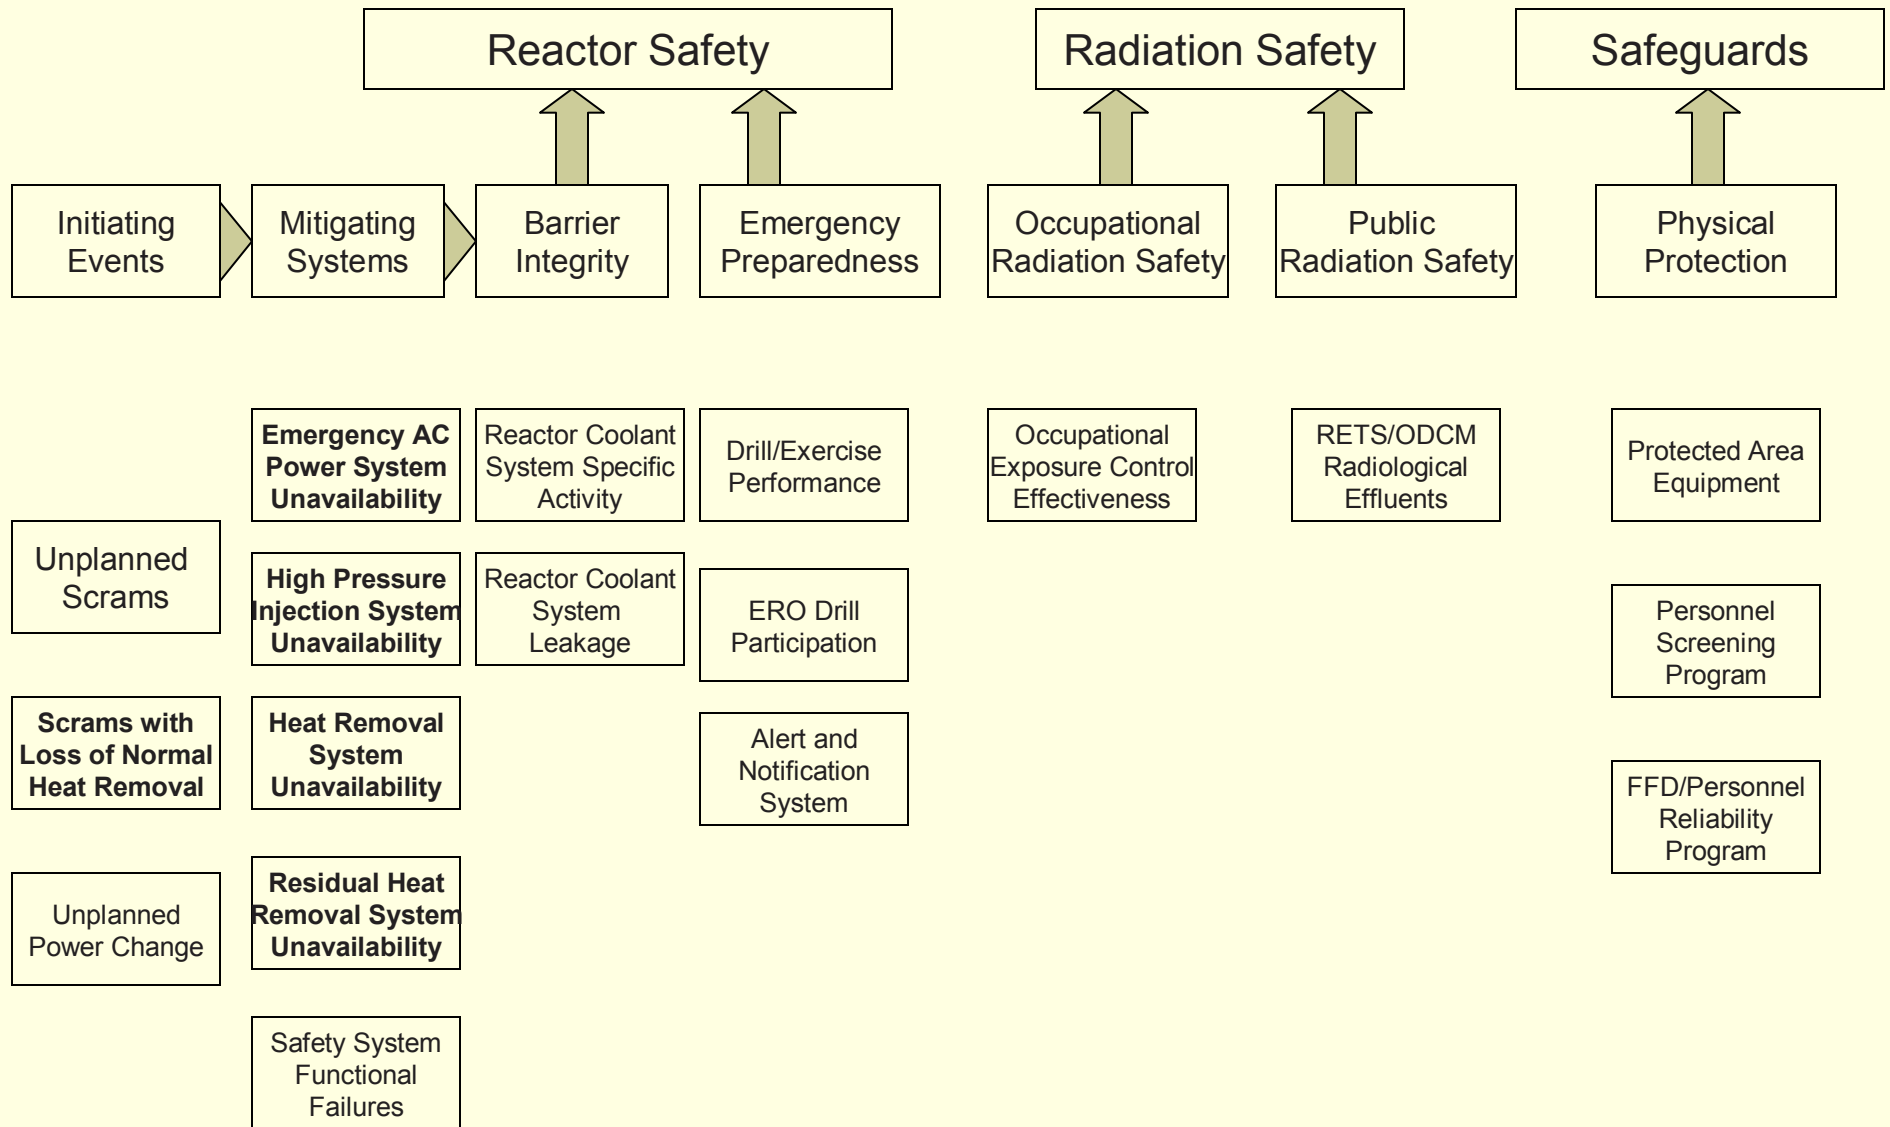 Reactor Safety
Radiation Safety
Safeguards
Initiating
Events
Mitigating
Systems
Barrier
Integrity
Emergency
Preparedness
Occupational
Radiation Safety
Public
Radiation Safety
Physical
Protection
Unplanned
Scrams
Scrams with
Loss of Normal
Heat Removal
Unplanned
Power Change
Emergency AC
Power System
Unavailability
High Pressure
Injection System
Unavailability
Heat Removal
System
Unavailability
Residual Heat
Removal System
Unavailability
Safety System
Functional
Failures
Reactor Coolant
System Specific
Activity
Reactor Coolant
System
Leakage
Drill/Exercise
Performance
ERO Drill
Participation
Alert and
Notification
System
Occupational
Exposure Control
Effectiveness
RETS/ODCM
Radiological
Effluents
Protected Area
Equipment
Personnel
Screening
Program
FFD/Personnel
Reliability
Program